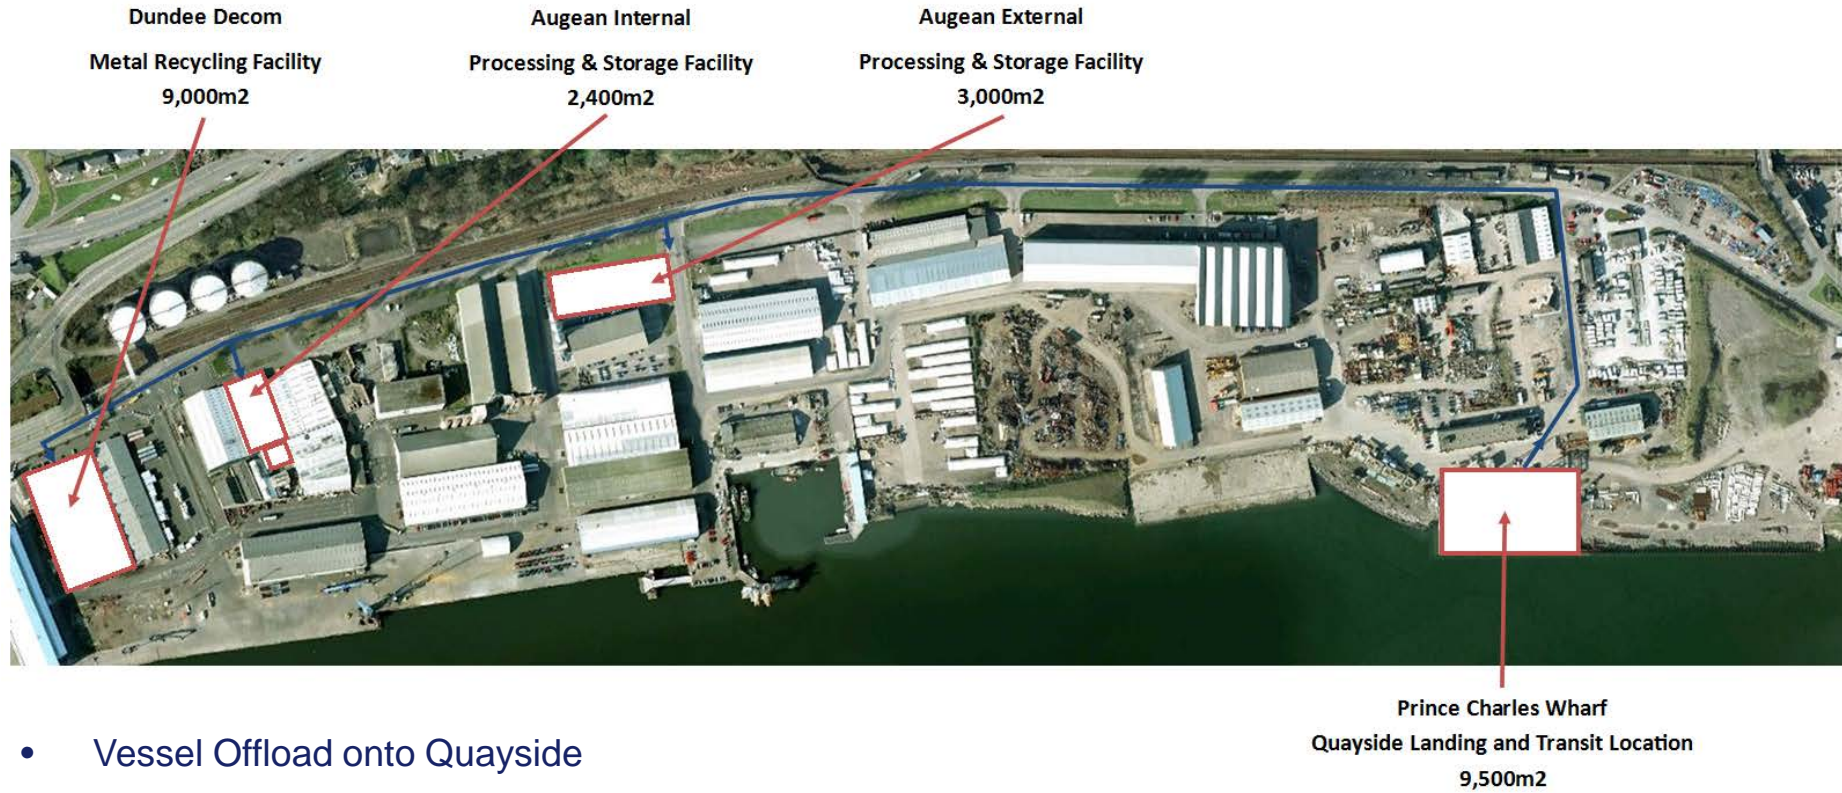 Dundee Decom
Metal Recycling Facility
9,000m2
Augean Internal
Processing & Storage Facility
2,400m2
Augean External
Processing & Storage Facility
3,000m2
Prince Charles Wharf
Quayside Landing and Transit Location
9,500m2
• Vessel Offload onto Quayside